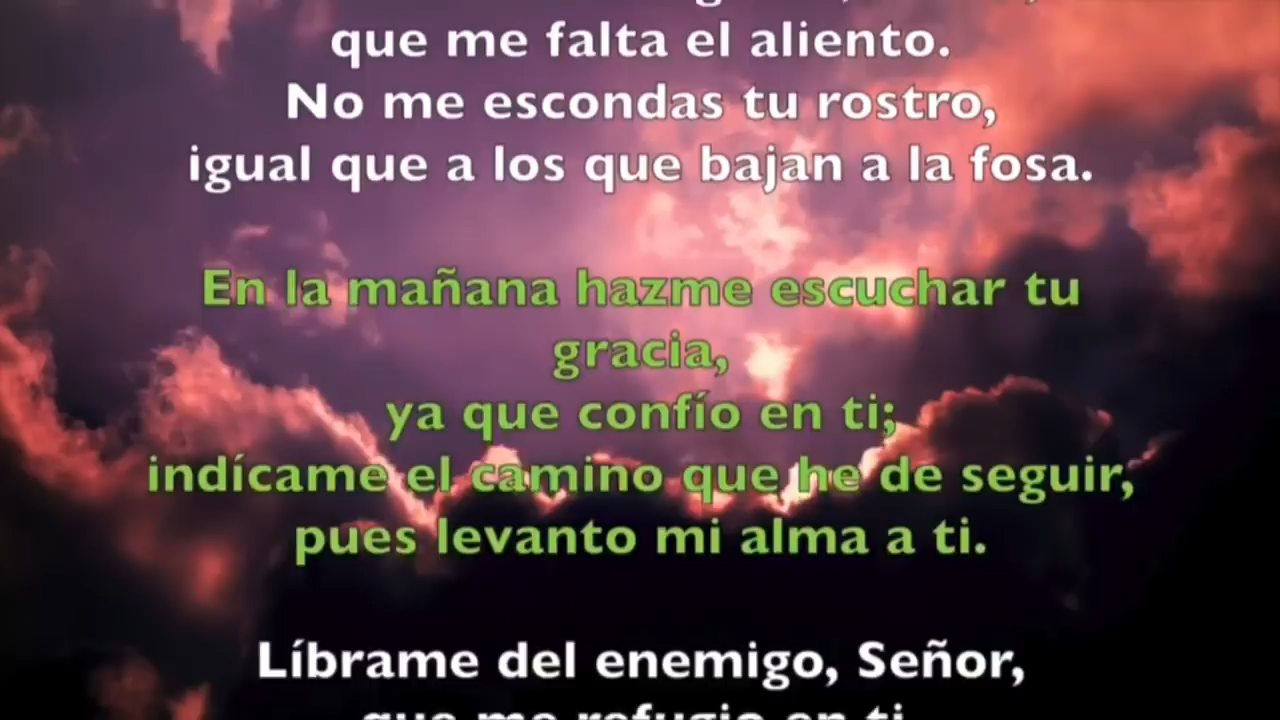 que me falta el aliento.
No me escondas tu rostro,
igual que a los que bajan a la fosa.
En la mañana hazme escuchar tu
gracia,
ya que confío en ti;
indícame el camino que he de seguir,
pues levanto mi alma a ti.
Líbrame del enemigo, Señor,
que me refugio en ti